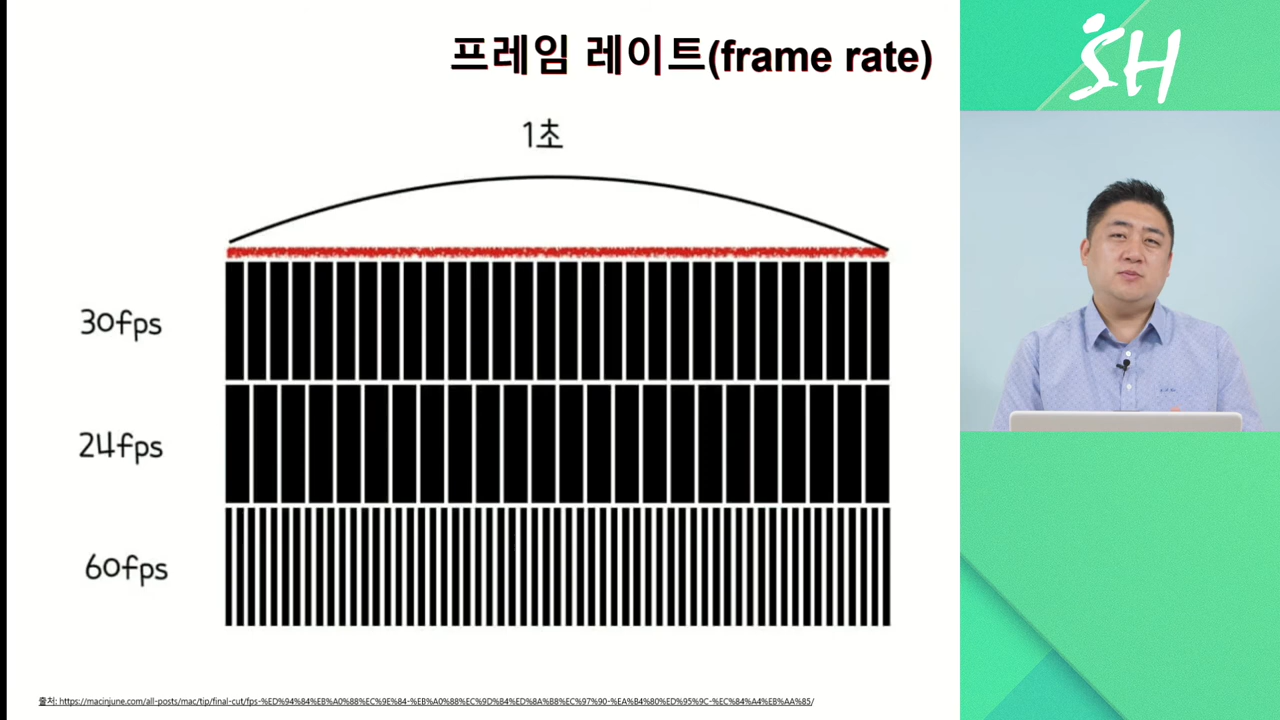 프레임 레이트(frame rate)
SH
1초
30fps
24fps
60fps
출처: https://macinjune.com/all-posts/mac/tip/final-cut/fps-%ED%94%84%EB%A0%88%EC%9E%84-%EB%A0%88%EC%9D%B4%ED%8A%B8%EC%97%90-%EA%B4%80%ED%95%9C-%EC%84%A4%EB%AA%85/